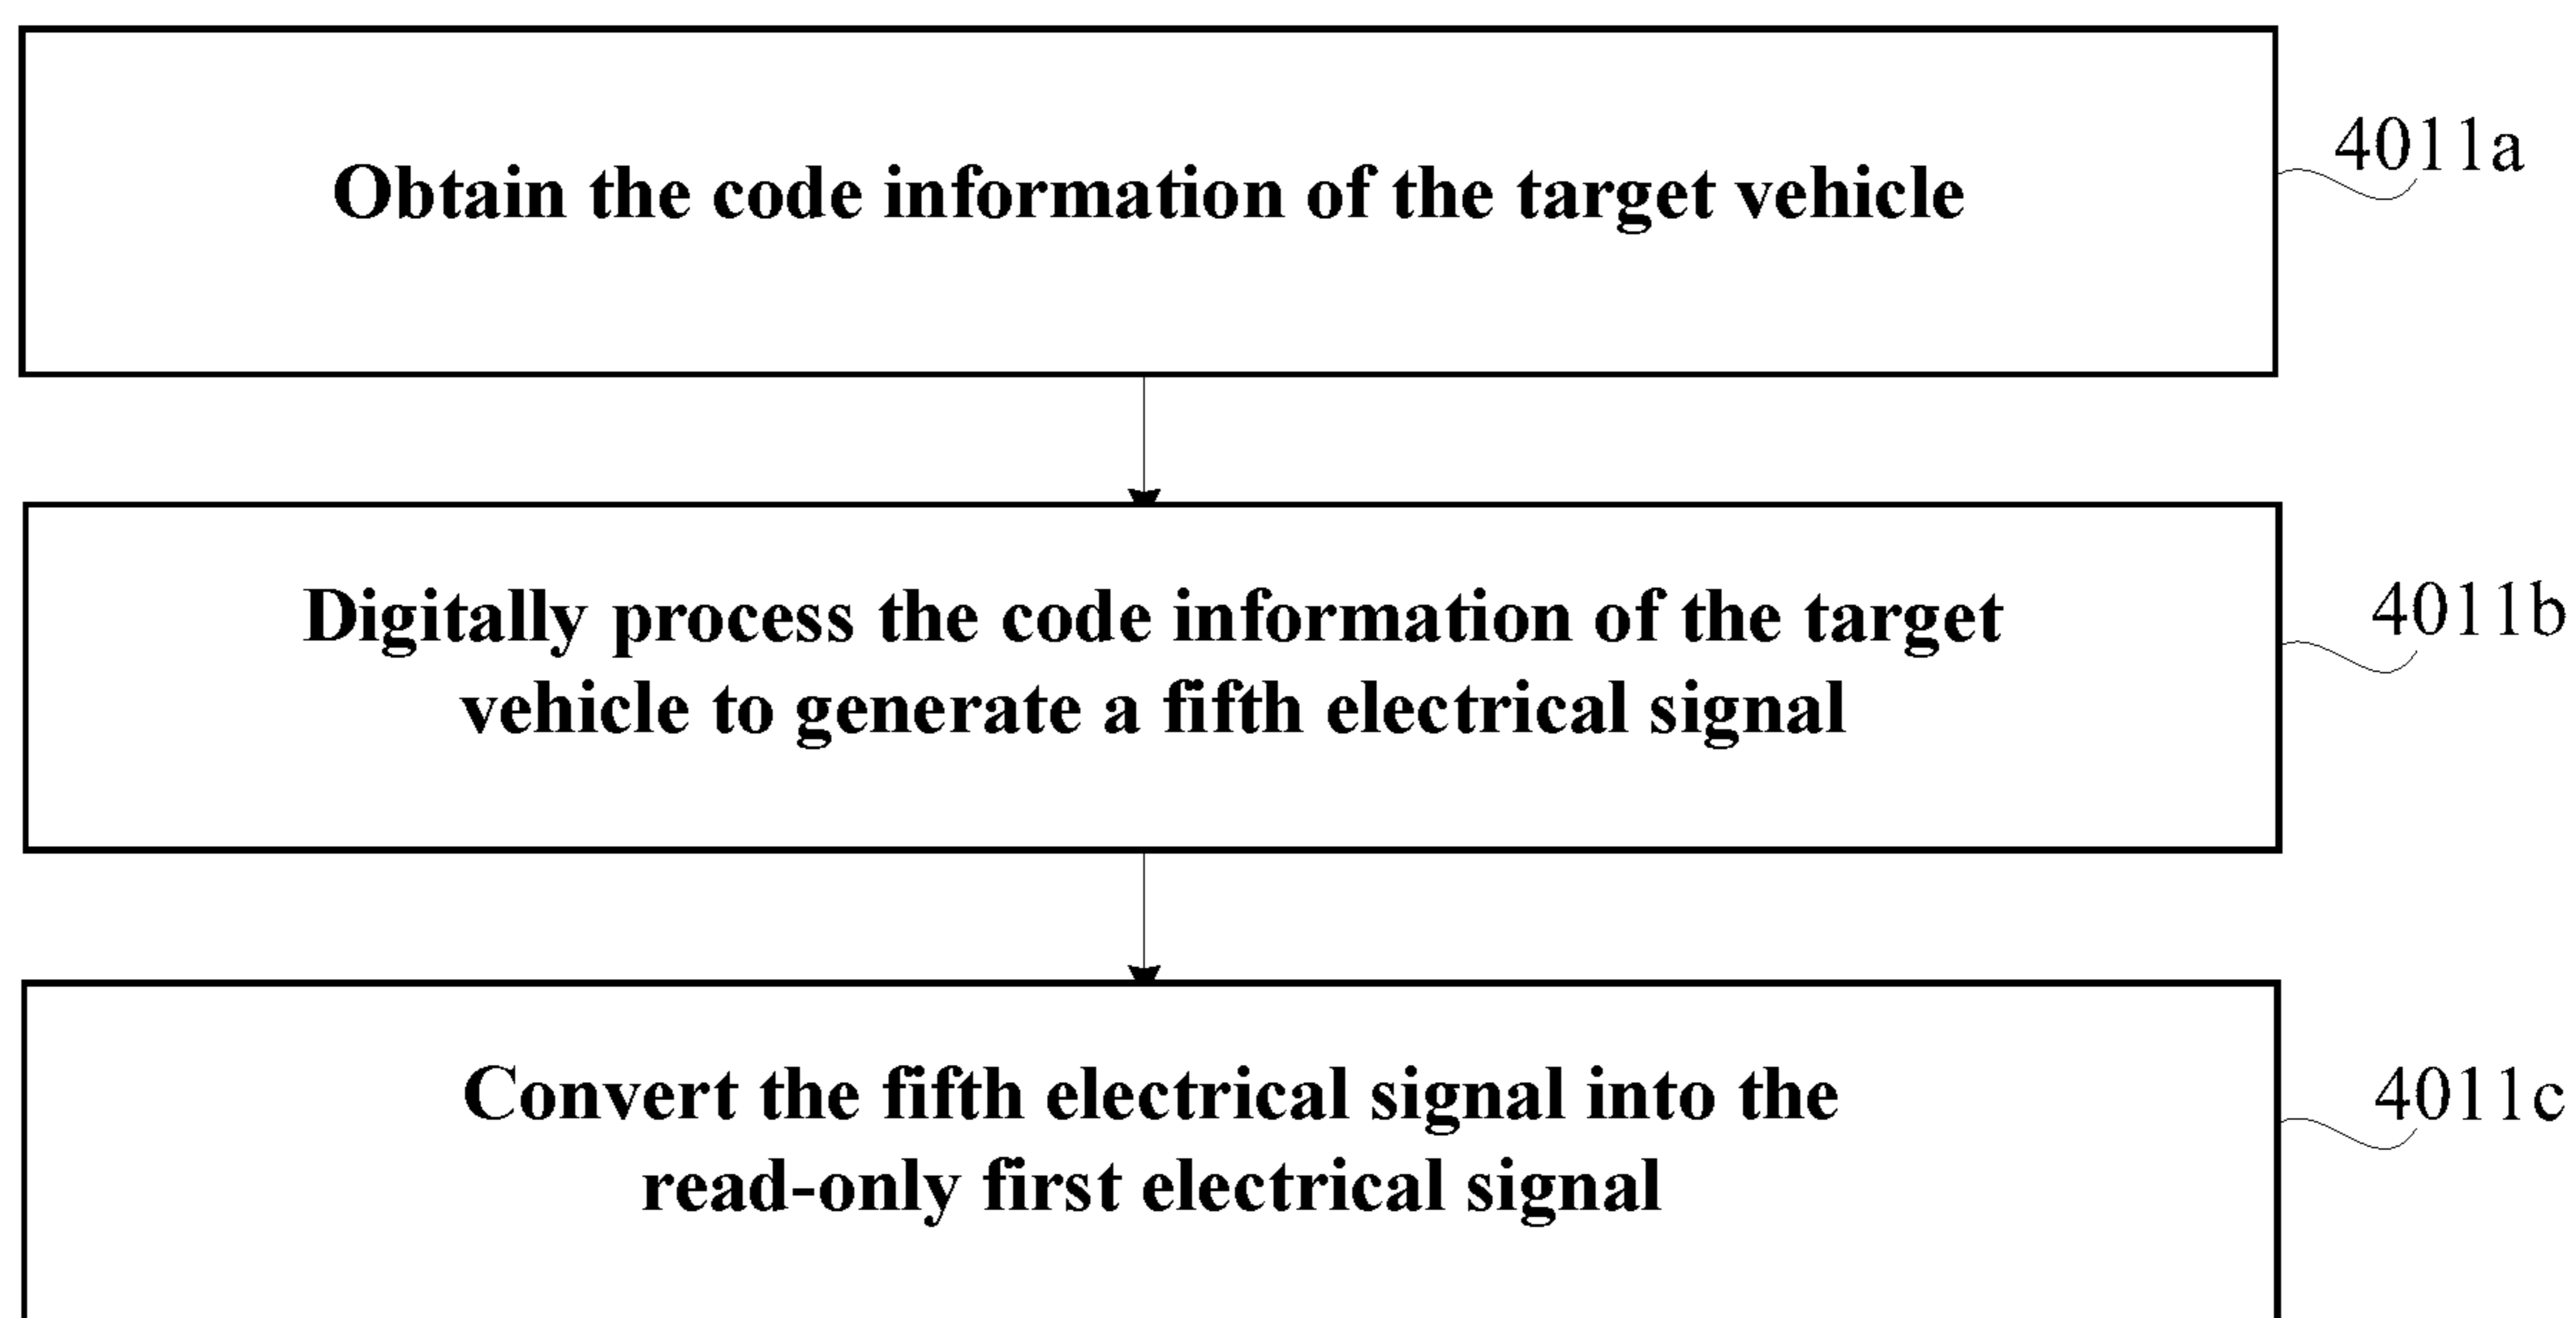 Obtain the code information of the target vehicle
4011a
Digitally process the code information of the target
vehicle to generate a fifth electrical signal
4011b
Convert the fifth electrical signal into the
read-only first electrical signal
4011c